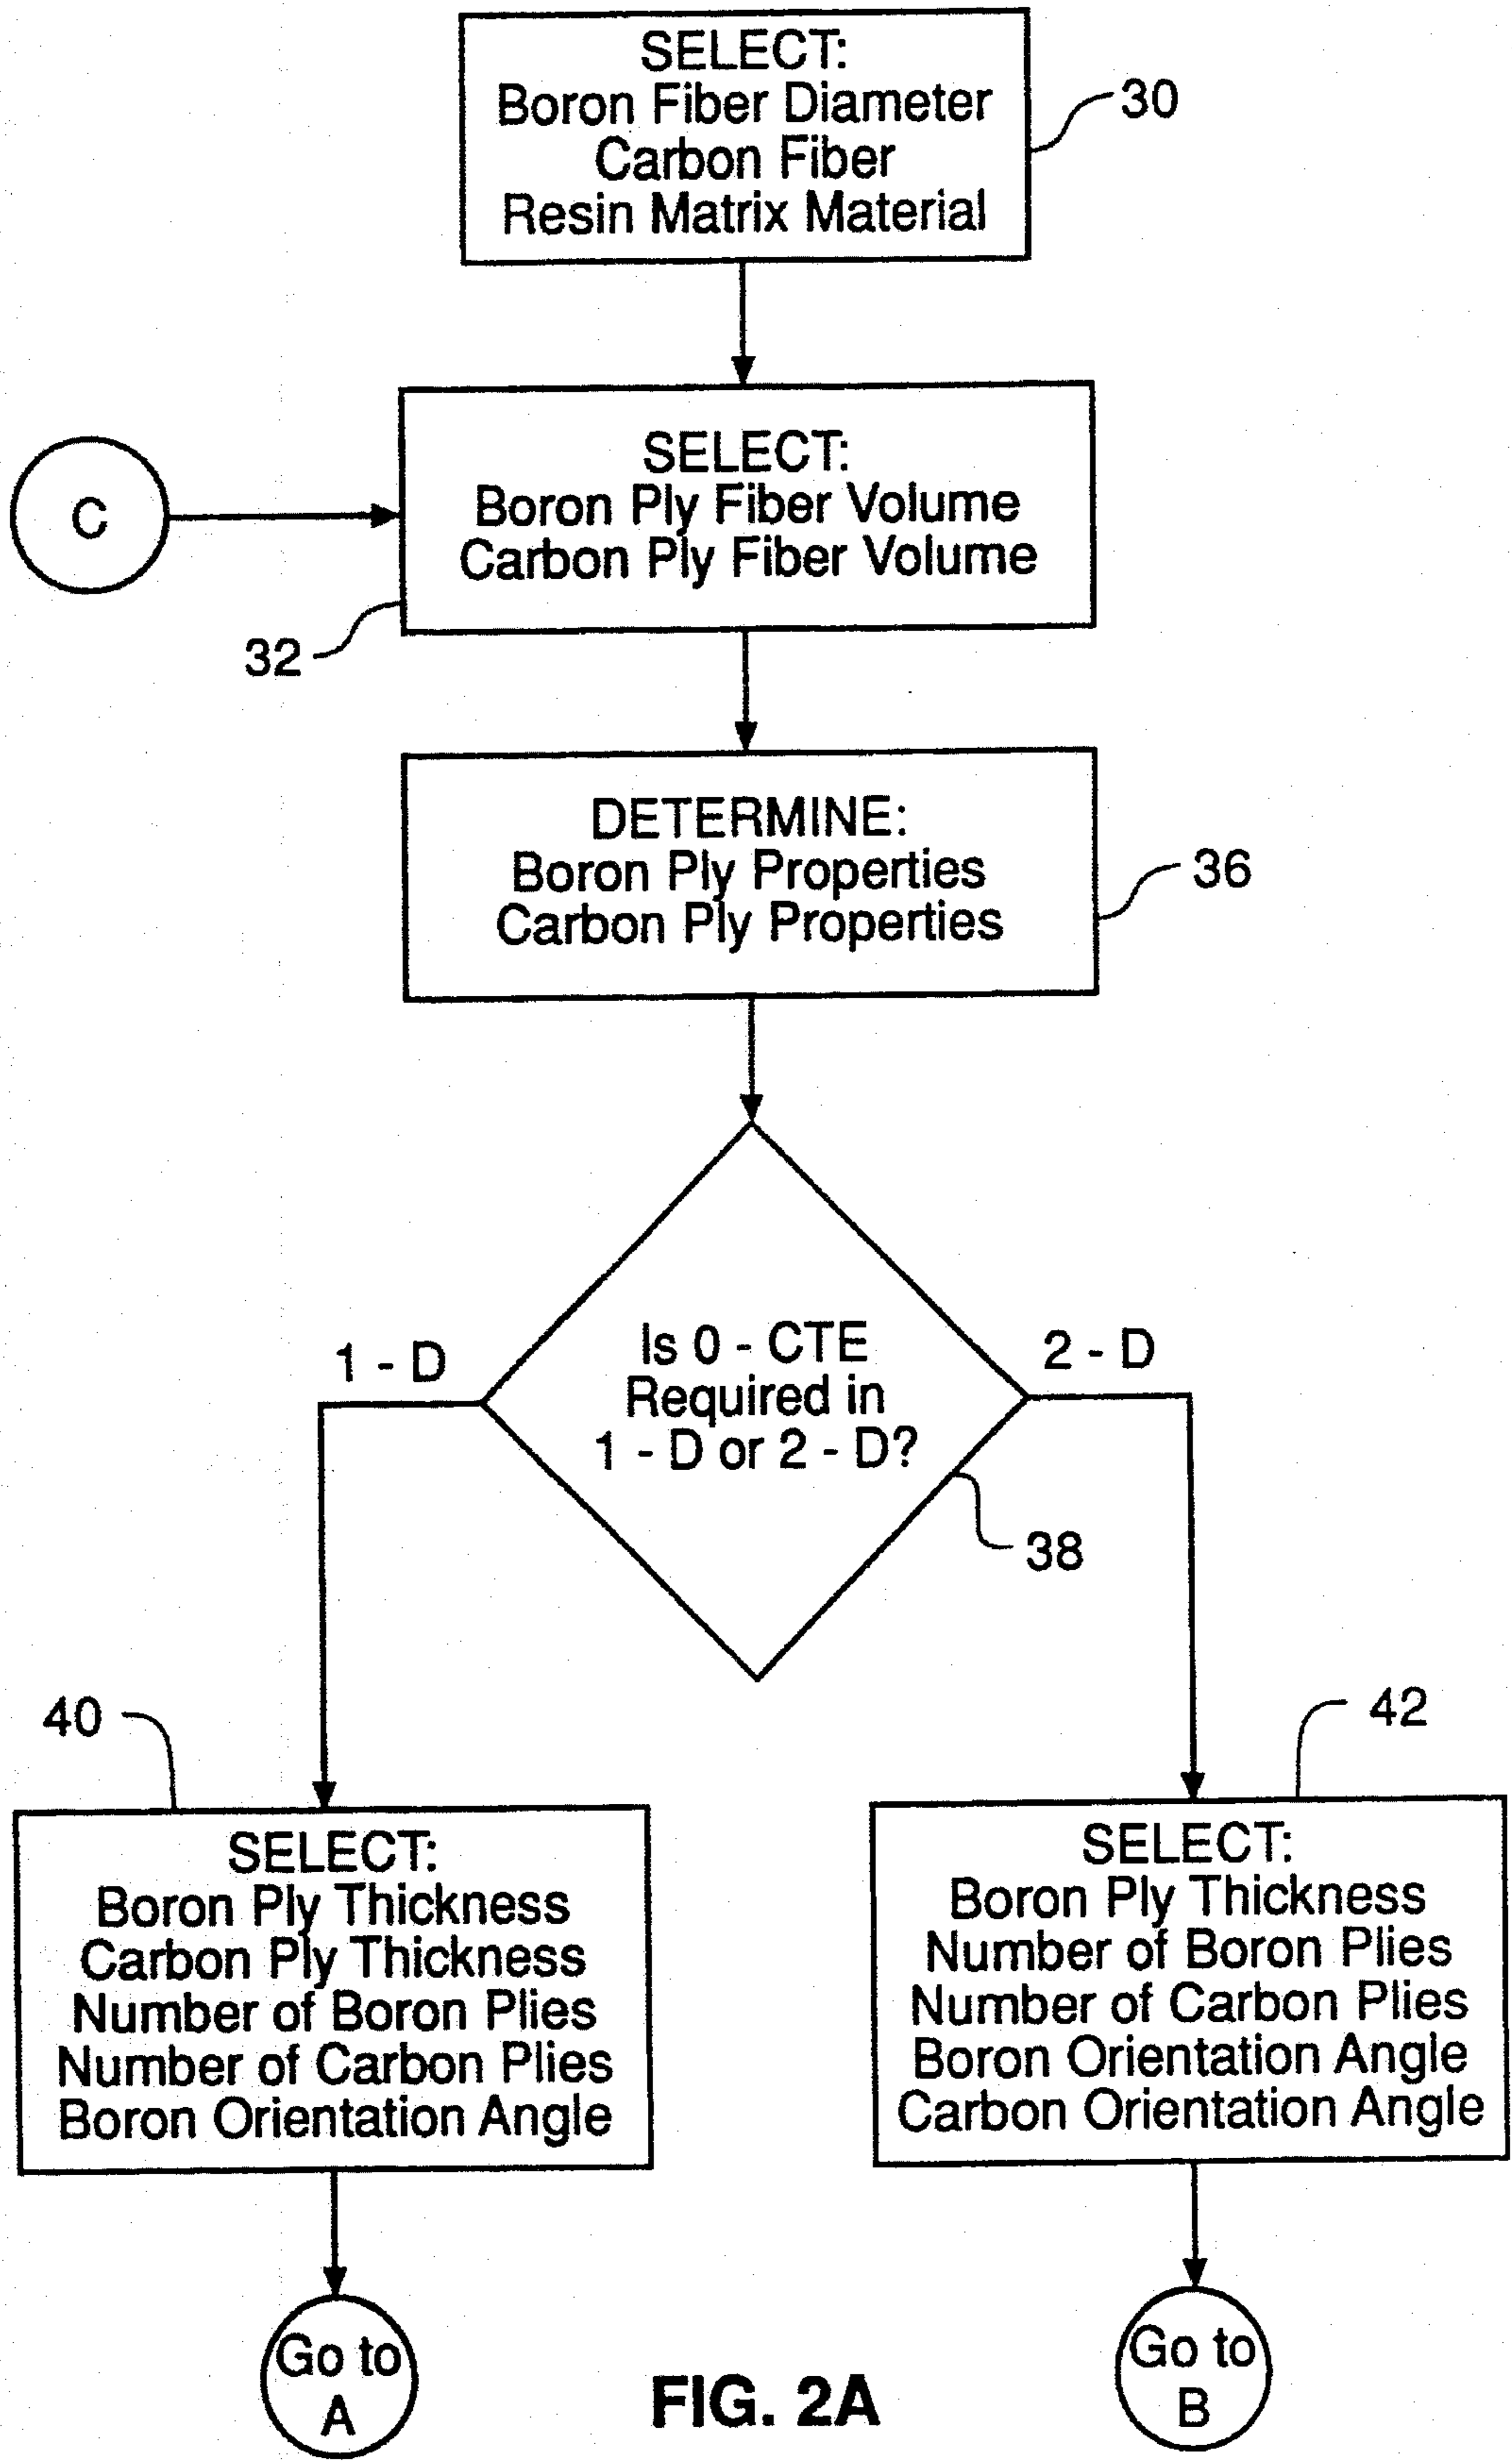 SELECT:
Boron Fiber Diameter
Carbon Fiber
Resin Matrix Material
30
C
SELECT:
Boron Ply Fiber Volume
Carbon Ply Fiber Volume
32
DETERMINE:
Boron Ply Properties
Carbon Ply Properties
36
1 - D
Is 0 - CTE
Required in
1 - D or 2 - D?
2 - D
38
40
SELECT:
Boron Ply Thickness
Carbon Ply Thickness
Number of Boron Plies
Number of Carbon Plies
Boron Orientation Angle
42
SELECT:
Boron Ply Thickness
Number of Boron Plies
Number of Carbon Plies
Boron Orientation Angle
Carbon Orientation Angle
Go to
A
Go to
B
FIG. 2A